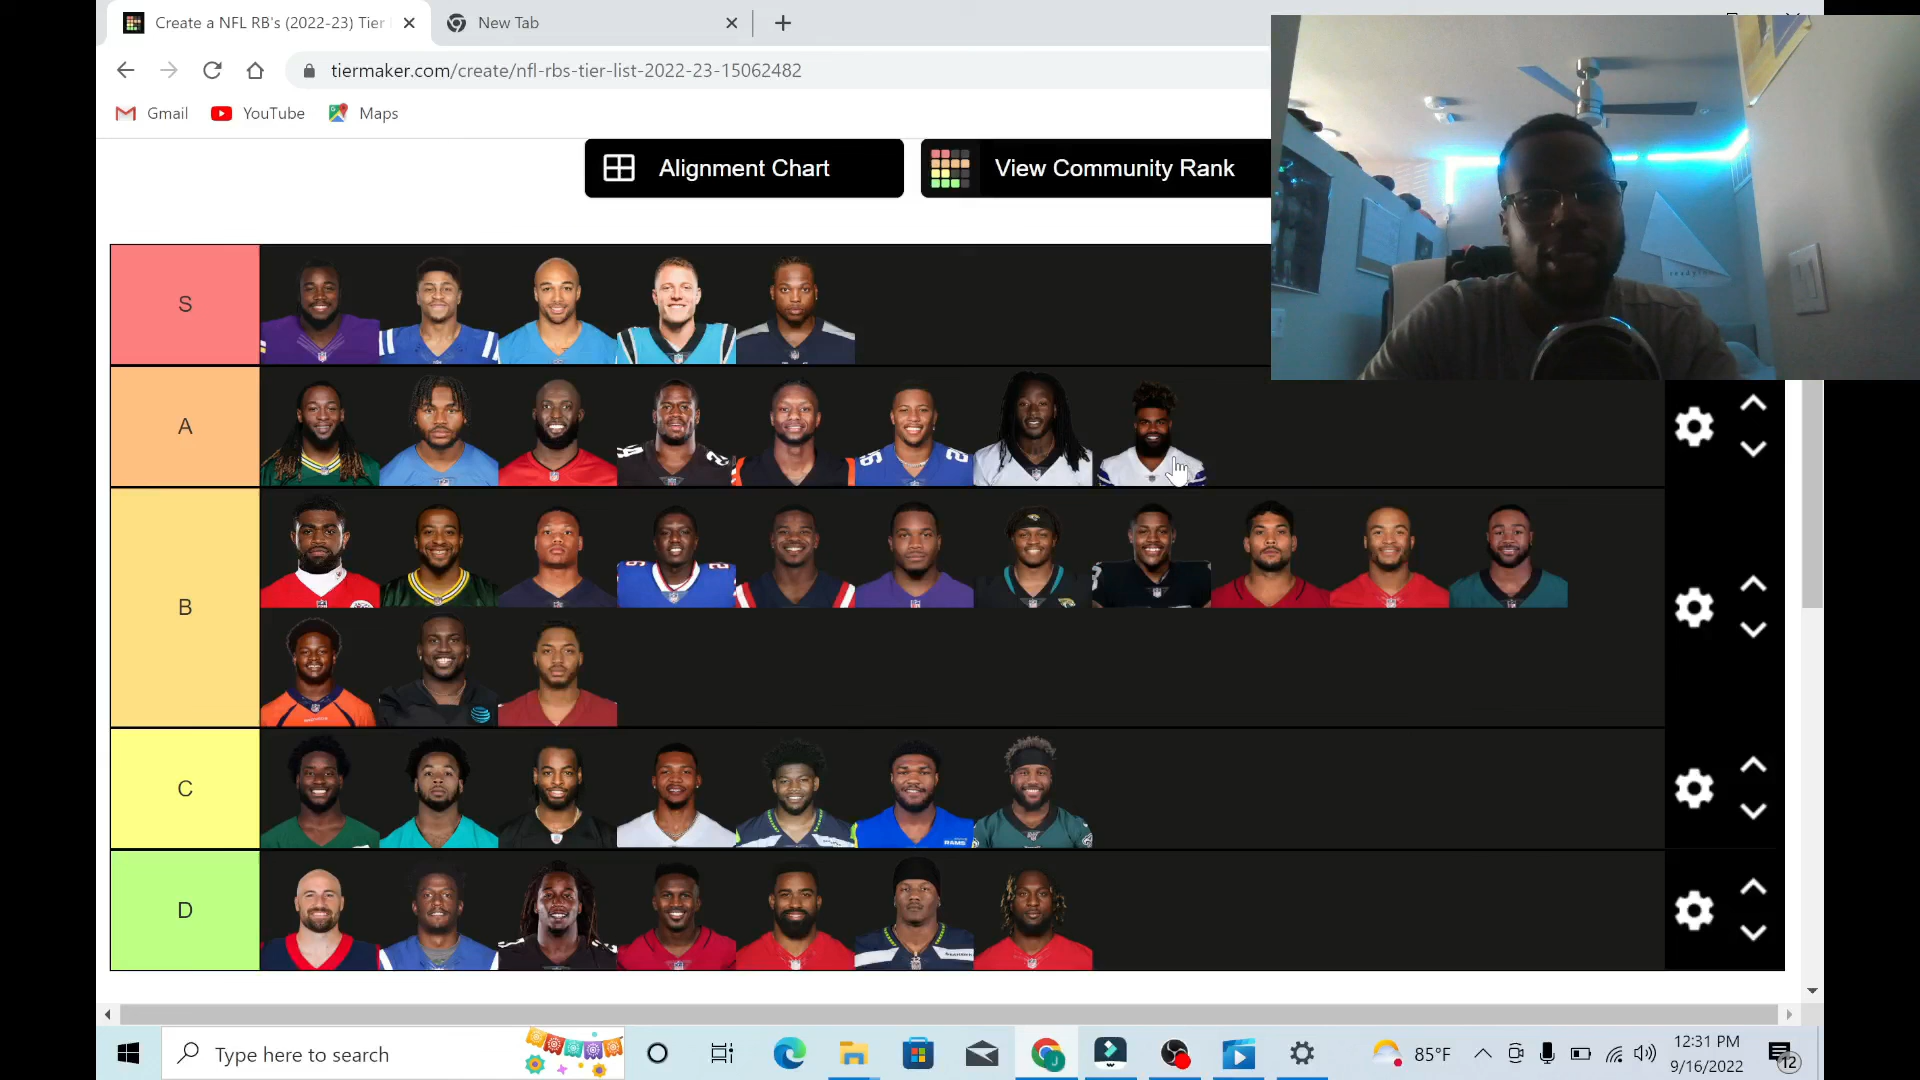 Create a NFL RB's (2022-23) Tier
New Tab
tiermaker.com/create/nfl-rbs-tier-list-2022-23-15062482
Gmail
YouTube
Maps
Alignment Chart
View Community Rank
S
A
B
C
D
Type here to search
85°F
12:31 PM
9/16/2022
12